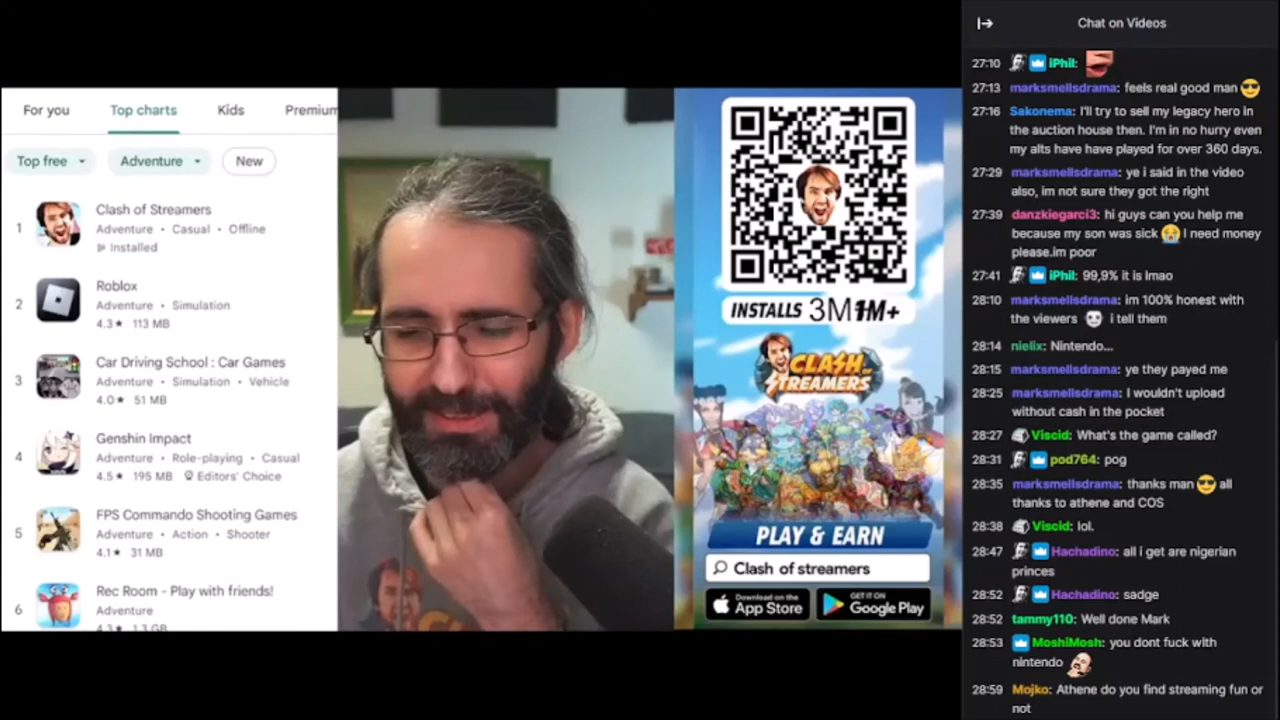 For you Top charts Kids Premium
Top free Adventure New
1 Clash of Streamers
Adventure • Casual • Offline
Installed
2 Roblox
Adventure • Simulation
4.3★ 113 MB
3 Car Driving School : Car Games
Adventure • Simulation • Vehicle
4.0★ 51 MB
4 Genshin Impact
Adventure • Role-playing • Casual
4.5★ 195 MB Editors' Choice
5 FPS Commando Shooting Games
Adventure • Action • Shooter
4.1★ 31 MB
6 Rec Room - Play with friends!
Adventure
4.3★ 1.3 GB
INSTALLS 3M 1M+
CLASH OF
STREAMERS
PLAY & EARN
Clash of streamers
Download on the
App Store
GET IT ON
Google Play
Chat on Videos
27:10 iPhil:
27:13 marksmellsdrama: feels real good man
27:16 Sakonema: I'll try to sell my legacy hero in
the auction house then. I'm in no hurry even
my alts have have played for over 360 days.
27:29 marksmellsdrama: ye i said in the video
also, im not sure they got the right
27:39 danzkiegarci3: hi guys can you help me
because my son was sick I need money
please.im poor
27:41 iPhil: 99,9% it is lmao
28:10 marksmellsdrama: im 100% honest with
the viewers i tell them
28:14 nielix: Nintendo...
28:15 marksmellsdrama: ye they payed me
28:25 marksmellsdrama: I wouldn't upload
without cash in the pocket
28:27 Viscid: What's the game called?
28:31 pod764: pog
28:35 marksmellsdrama: thanks man all
thanks to athene and COS
28:38 Viscid: lol.
28:47 Hachadino: all i get are nigerian
princes
28:52 Hachadino: sadge
28:52 tammy110: Well done Mark
28:53 MoshiMosh: you dont fuck with
nintendo
28:59 Mojko: Athene do you find streaming fun or
not